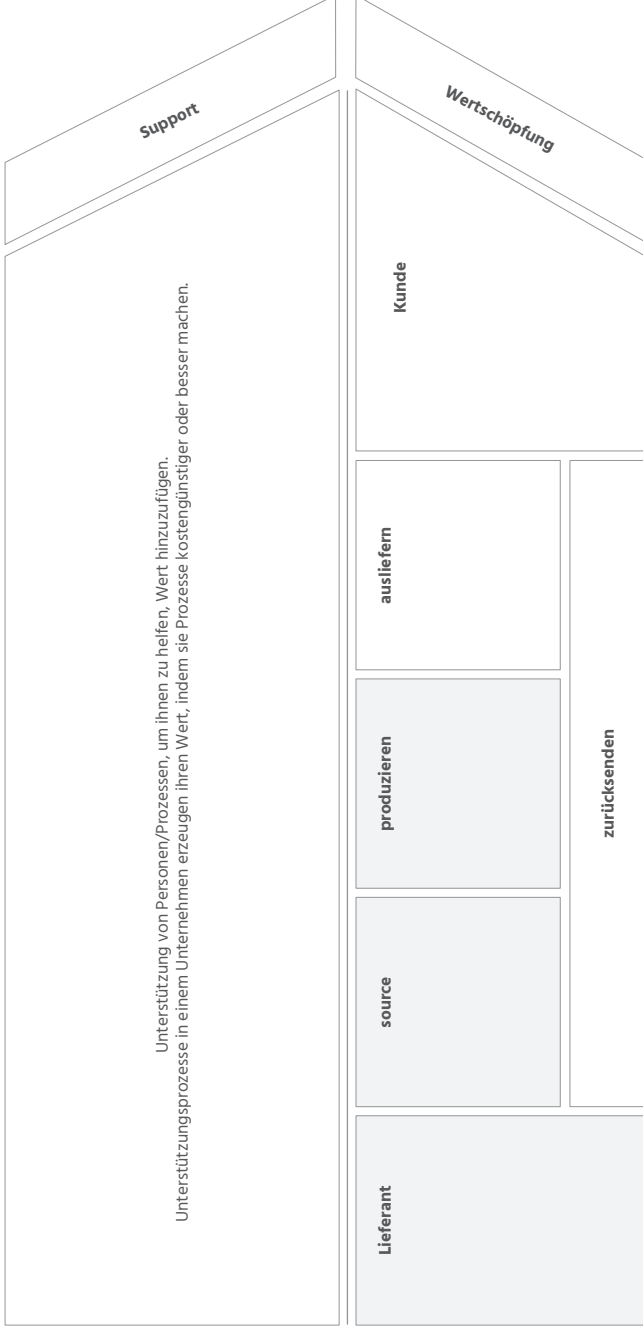 Support
Unterstützung von Personen/Prozessen, um ihnen zu helfen, Wert hinzuzufügen.
Unterstützungsprozesse in einem Unternehmen erzeugen ihren Wert, indem sie Prozesse kostengünstiger oder besser machen.
Lieferant
source
produzieren
ausliefern
zurücksenden
Kunde
Wertschöpfung